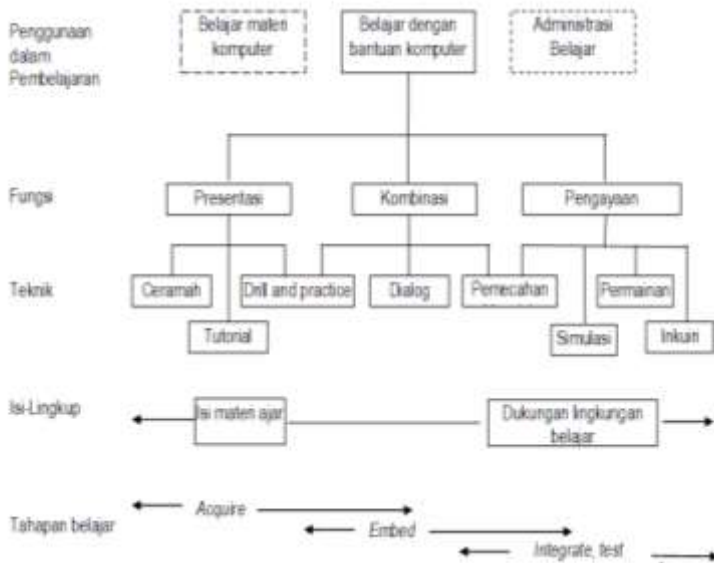 Penggunaan
dalam
Pembelajaran
Belajar materi
komputer
Belajar dengan
bantuan komputer
Administrasi
Belajar
Fungsi
Presentasi
Kombinasi
Pengayaan
Teknik
Ceramah
Drill and practice
Dialog
Pemecahan
Permainan
Tutorial
Simulasi
Inkuiri
Isi-Lingkup
Isi materi ajar
Dukungan lingkungan
belajar
Tahapan belajar
Acquire
Embed
Integrate, test